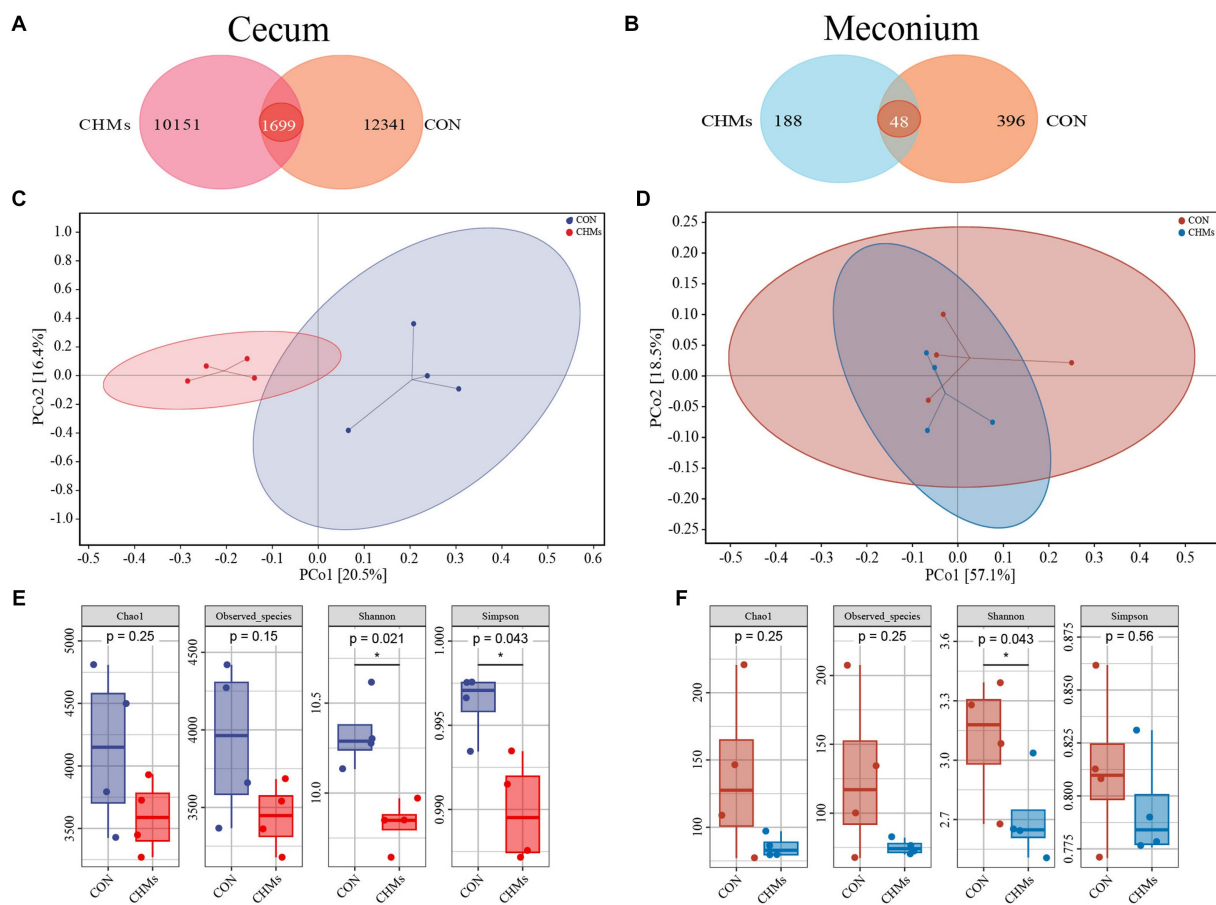 A
Cecum
B
Meconium
CHMs 10151 1699 12341 CON
CHMs 188 48 396 CON
C
CON
CHMs
PCo2 [16.4%]
1.0
0.8
0.6
0.4
0.2
0.0
-0.2
-0.4
-0.6
-0.8
-1.0
-0.5 -0.4 -0.3 -0.2 -0.1 0.0 0.1 0.2 0.3 0.4 0.5 0.6
PCo1 [20.5%]
D
CON
CHMs
PCo2 [18.5%]
0.25
0.20
0.15
0.10
0.05
0.00
-0.05
-0.10
-0.15
-0.20
-0.25
-0.5 -0.4 -0.3 -0.2 -0.1 0.0 0.1 0.2 0.3 0.4 0.5
PCo1 [57.1%]
E
Chao1
p = 0.25
5000
4500
4000
3500
CON CHMs
Observed_species
p = 0.15
4500
4000
3500
CON CHMs
Shannon
p = 0.021
*
10.5
10.0
CON CHMs
Simpson
p = 0.043
*
1.000
0.995
0.990
CON CHMs
F
Chao1
p = 0.25
200
150
100
CON CHMs
Observed_species
p = 0.25
200
150
100
CON CHMs
Shannon
p = 0.043
*
3.6
3.3
3.0
2.7
CON CHMs
Simpson
p = 0.56
0.875
0.850
0.825
0.800
0.775
CON CHMs